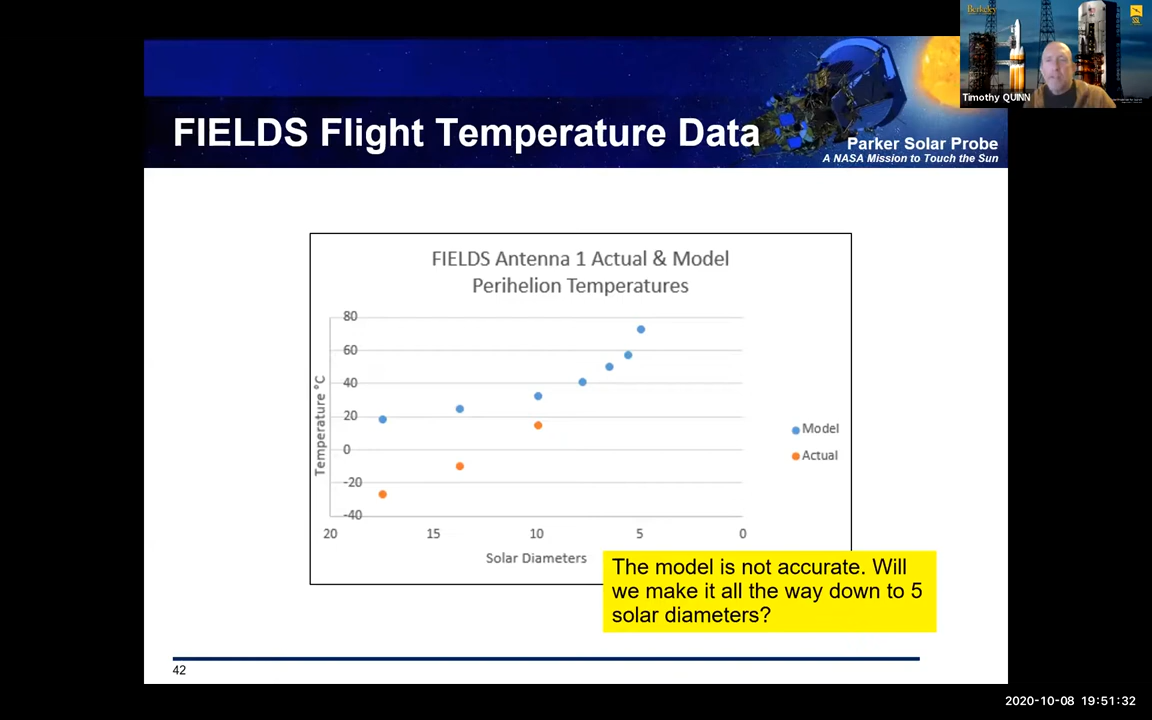 Berkeley
SSL
Timothy QUINN
FIELDS Flight Temperature Data
Parker Solar Probe
A NASA Mission to Touch the Sun
FIELDS Antenna 1 Actual & Model
Perihelion Temperatures
80
60
40
20
0
-20
-40
Temperature °C
20 15 10 5 0
Solar Diameters
Model
Actual
The model is not accurate. Will
we make it all the way down to 5
solar diameters?
42
2020-10-08 19:51:32